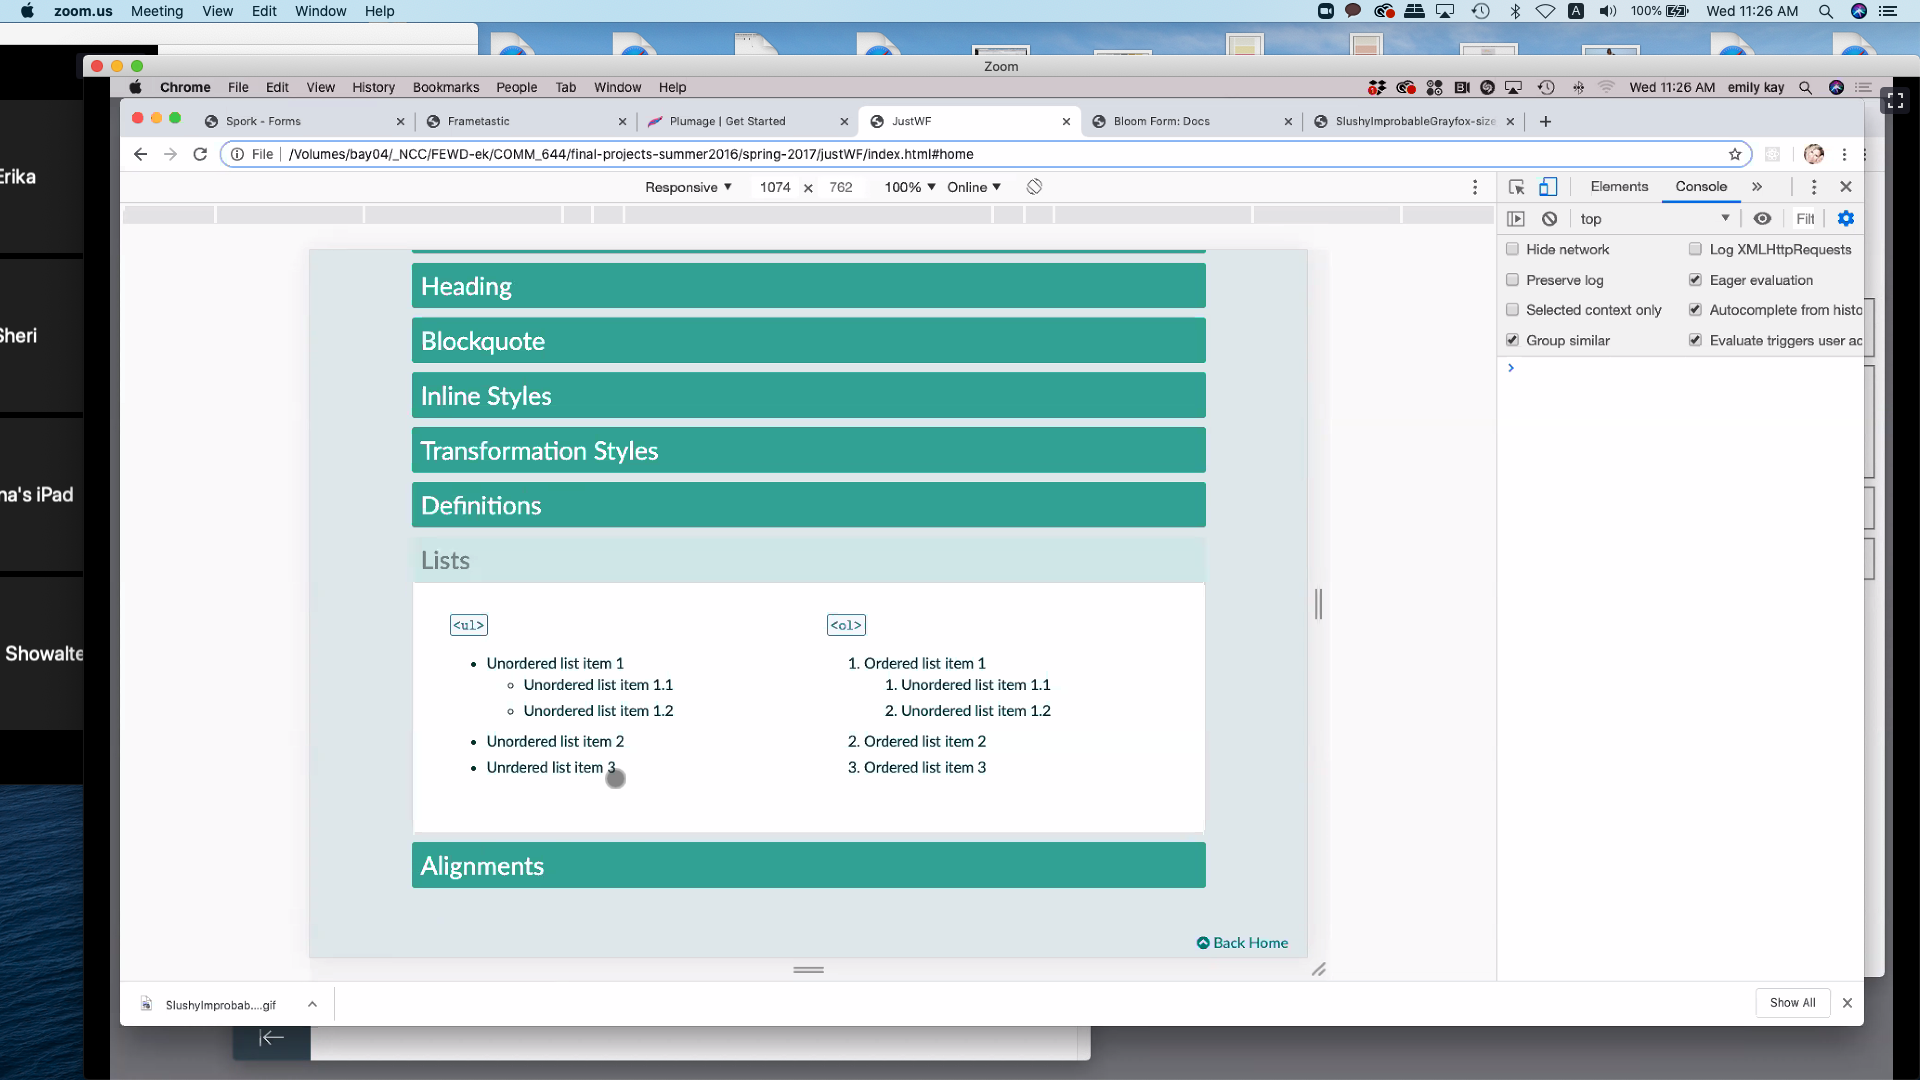 zoom.us Meeting View Edit Window Help 100% Wed 11:26 AM
Zoom
Chrome File Edit View History Bookmarks People Tab Window Help Wed 11:26 AM emily kay
Spork - Forms Frametastic Plumage | Get Started JustWF Bloom Form: Docs SlushyImprobableGrayfox-size
File /Volumes/bay04/_NCC/FEWD-ek/COMM_644/final-projects-summer2016/spring-2017/justWF/index.html#home
Erika
Sheri
na's iPad
Showalte
Responsive 1074 × 762 100% Online
Elements Console
top Filt
Hide network Log XMLHttpRequests
Preserve log Eager evaluation
Selected context only Autocomplete from histo
Group similar Evaluate triggers user ac
Heading
Blockquote
Inline Styles
Transformation Styles
Definitions
Lists
<ul>
• Unordered list item 1
◦ Unordered list item 1.1
◦ Unordered list item 1.2
• Unordered list item 2
• Unrdered list item 3
<ol>
1. Ordered list item 1
1. Unordered list item 1.1
2. Unordered list item 1.2
2. Ordered list item 2
3. Ordered list item 3
Alignments
Back Home
SlushyImprobab....gif
Show All